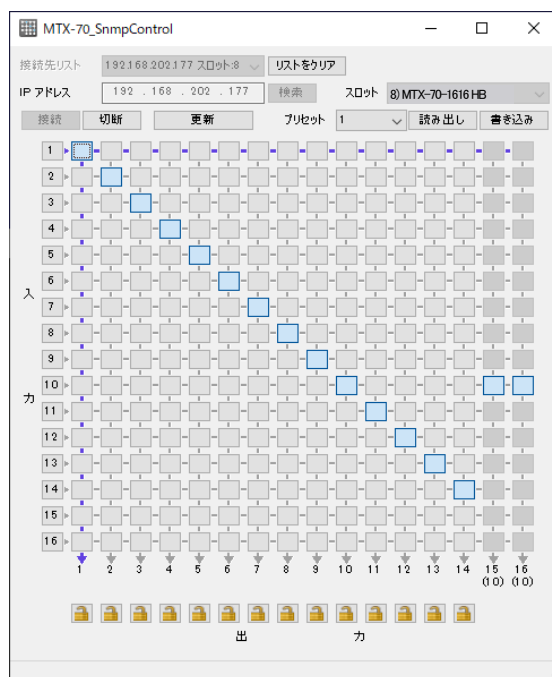 MTX-70_SnmpControl
接続先リスト 192.168.202.177 スロット:8 リストをクリア
IP アドレス 192 . 168 . 202 . 177 検索 スロット 8) MTX-70-1616 HB
接続 切断 更新 プリセット 1 読み出し 書き込み
1
2
3
4
5
6
入 7
8
9
力 10
11
12
13
14
15
16
1 2 3 4 5 6 7 8 9 10 11 12 13 14 15 16
(10) (10)
出 力